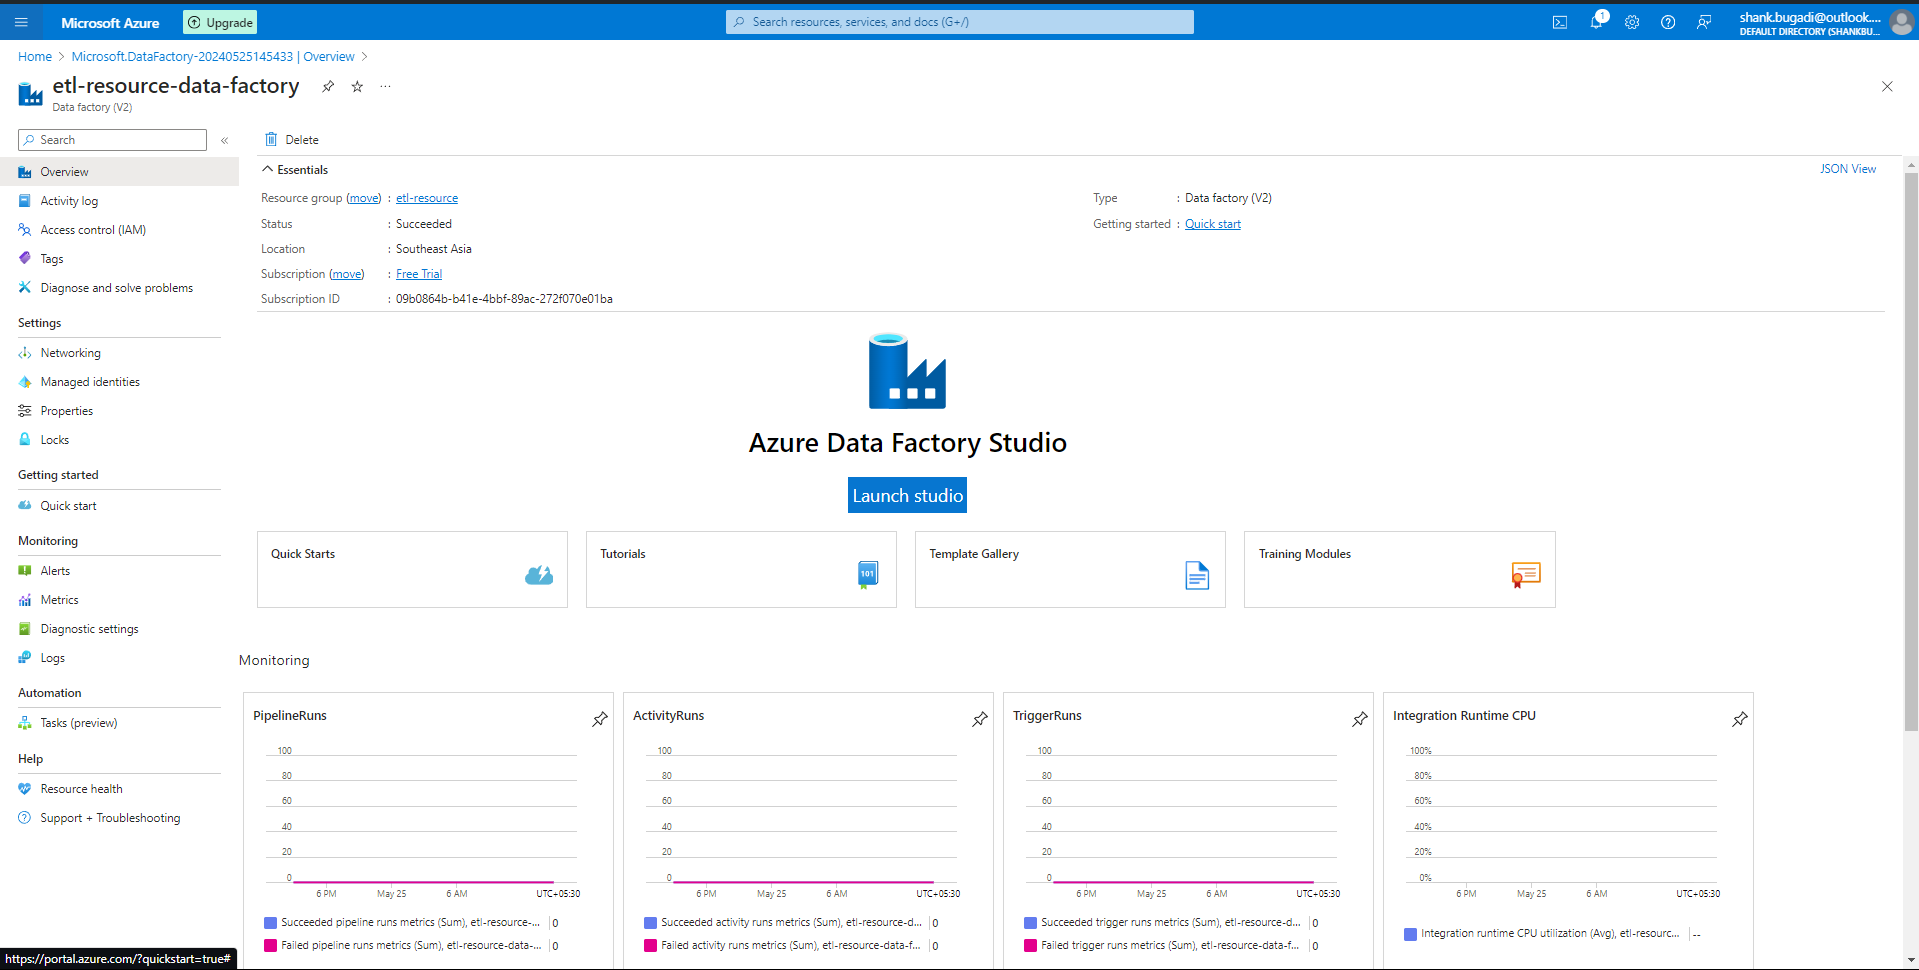 Microsoft Azure
Upgrade
Search resources, services, and docs (G+/)
1
shank.bugadi@outlook....
DEFAULT DIRECTORY (SHANKBU...
Home > Microsoft.DataFactory-20240525145433 | Overview >
etl-resource-data-factory
Data factory (V2)
Search
Delete
Overview
Activity log
Access control (IAM)
Tags
Diagnose and solve problems
Settings
Networking
Managed identities
Properties
Locks
Getting started
Quick start
Monitoring
Alerts
Metrics
Diagnostic settings
Logs
Automation
Tasks (preview)
Help
Resource health
Support + Troubleshooting
Essentials
JSON View
Resource group (move) : etl-resource
Status : Succeeded
Location : Southeast Asia
Subscription (move) : Free Trial
Subscription ID : 09b0864b-b41e-4bbf-89ac-272f070e01ba
Type : Data factory (V2)
Getting started : Quick start
Azure Data Factory Studio
Launch studio
Quick Starts
Tutorials
101
Template Gallery
Training Modules
Monitoring
PipelineRuns
100
80
60
40
20
0
6 PM May 25 6 AM UTC+05:30
Succeeded pipeline runs metrics (Sum), etl-resource-... 0
Failed pipeline runs metrics (Sum), etl-resource-data-... 0
ActivityRuns
100
80
60
40
20
0
6 PM May 25 6 AM UTC+05:30
Succeeded activity runs metrics (Sum), etl-resource-d... 0
Failed activity runs metrics (Sum), etl-resource-data-f... 0
TriggerRuns
100
80
60
40
20
0
6 PM May 25 6 AM UTC+05:30
Succeeded trigger runs metrics (Sum), etl-resource-d... 0
Failed trigger runs metrics (Sum), etl-resource-data-f... 0
Integration Runtime CPU
100%
80%
60%
40%
20%
0%
6 PM May 25 6 AM UTC+05:30
Integration runtime CPU utilization (Avg), etl-resourc... --
https://portal.azure.com/?quickstart=true#